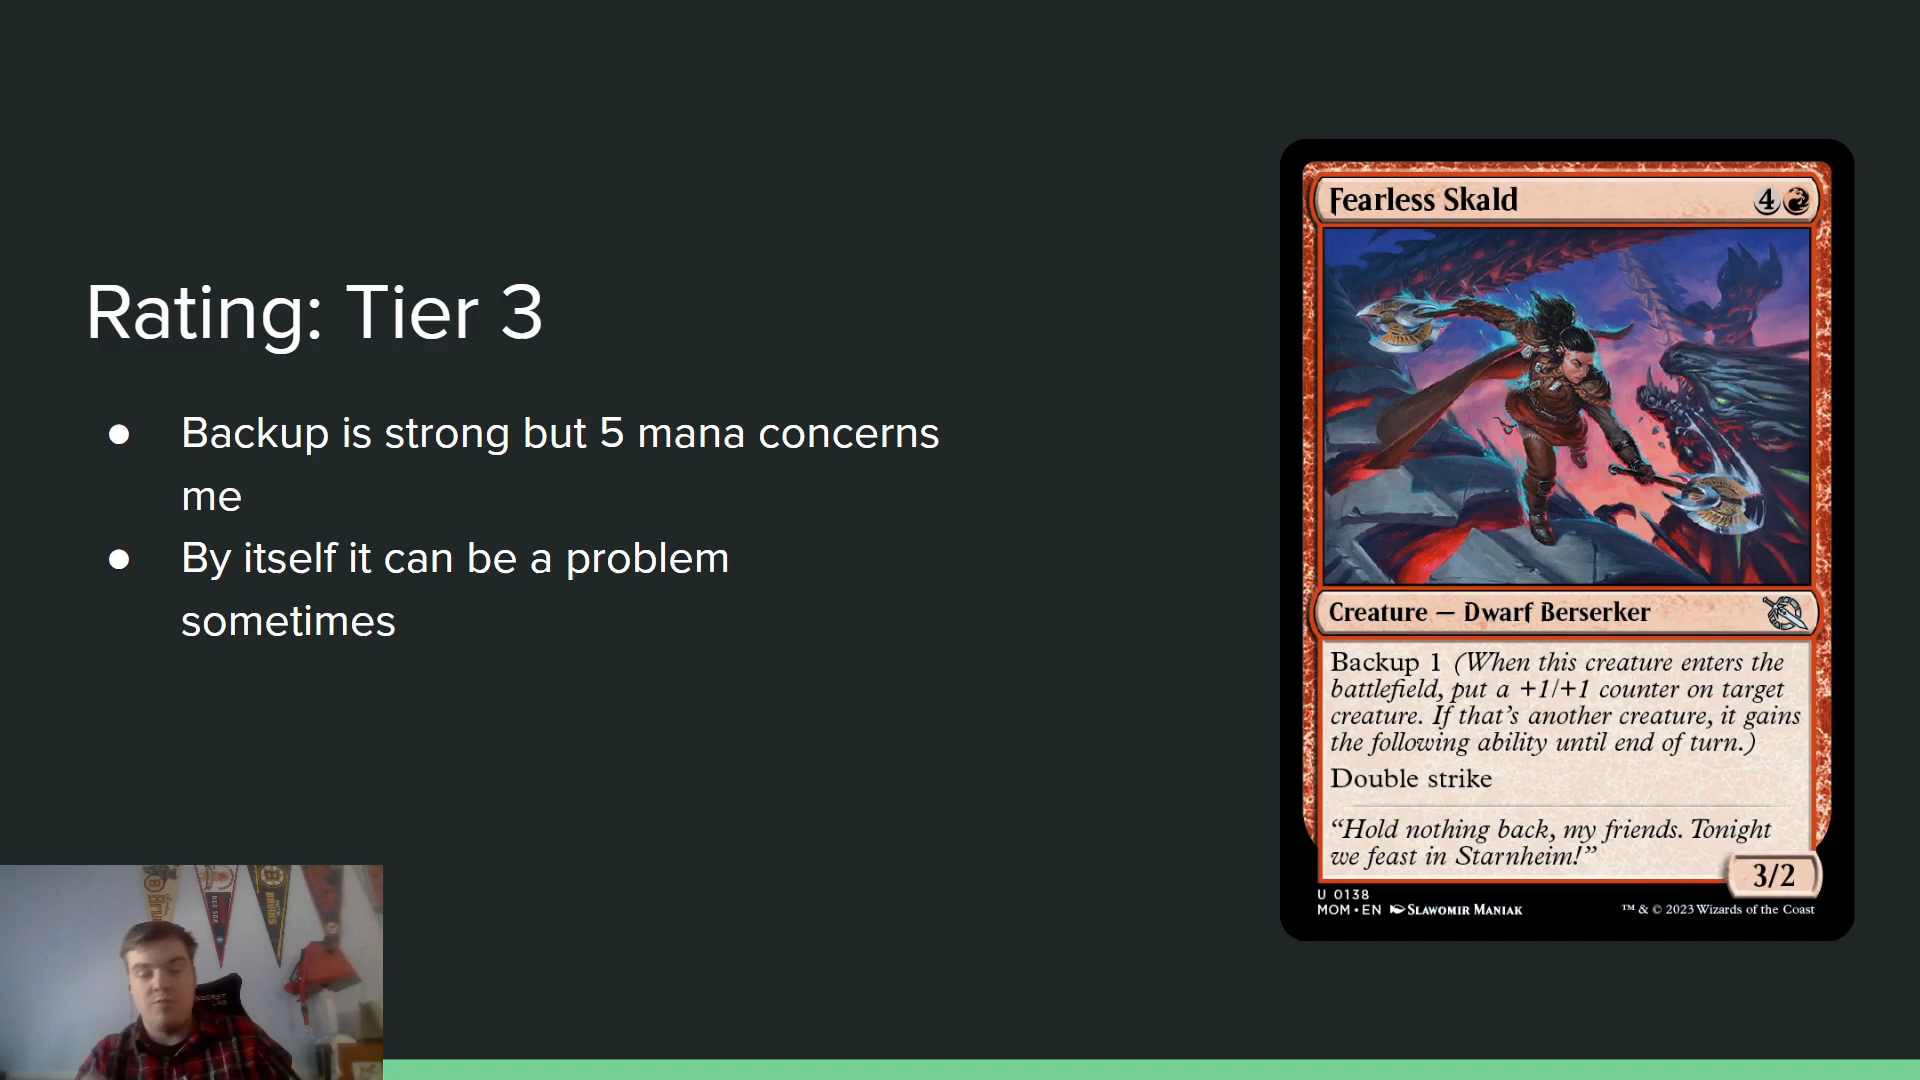 Rating: Tier 3
● Backup is strong but 5 mana concerns
me
● By itself it can be a problem
sometimes
Fearless Skald 4
Creature — Dwarf Berserker
Backup 1 (When this creature enters the
battlefield, put a +1/+1 counter on target
creature. If that's another creature, it gains
the following ability until end of turn.)
Double strike
“Hold nothing back, my friends. Tonight
we feast in Starnheim!”
3/2
U 0138
MOM • EN SLAWOMIR MANIAK
™ & © 2023 Wizards of the Coast
RED SOX
BRUINS